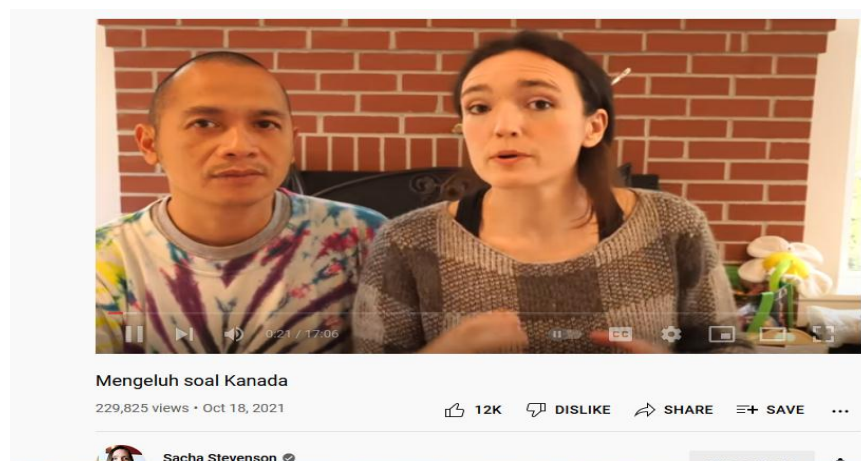 0:21 / 17:06
CC
Mengeluh soal Kanada
229,825 views • Oct 18, 2021
12K DISLIKE SHARE SAVE
Sacha Stevenson